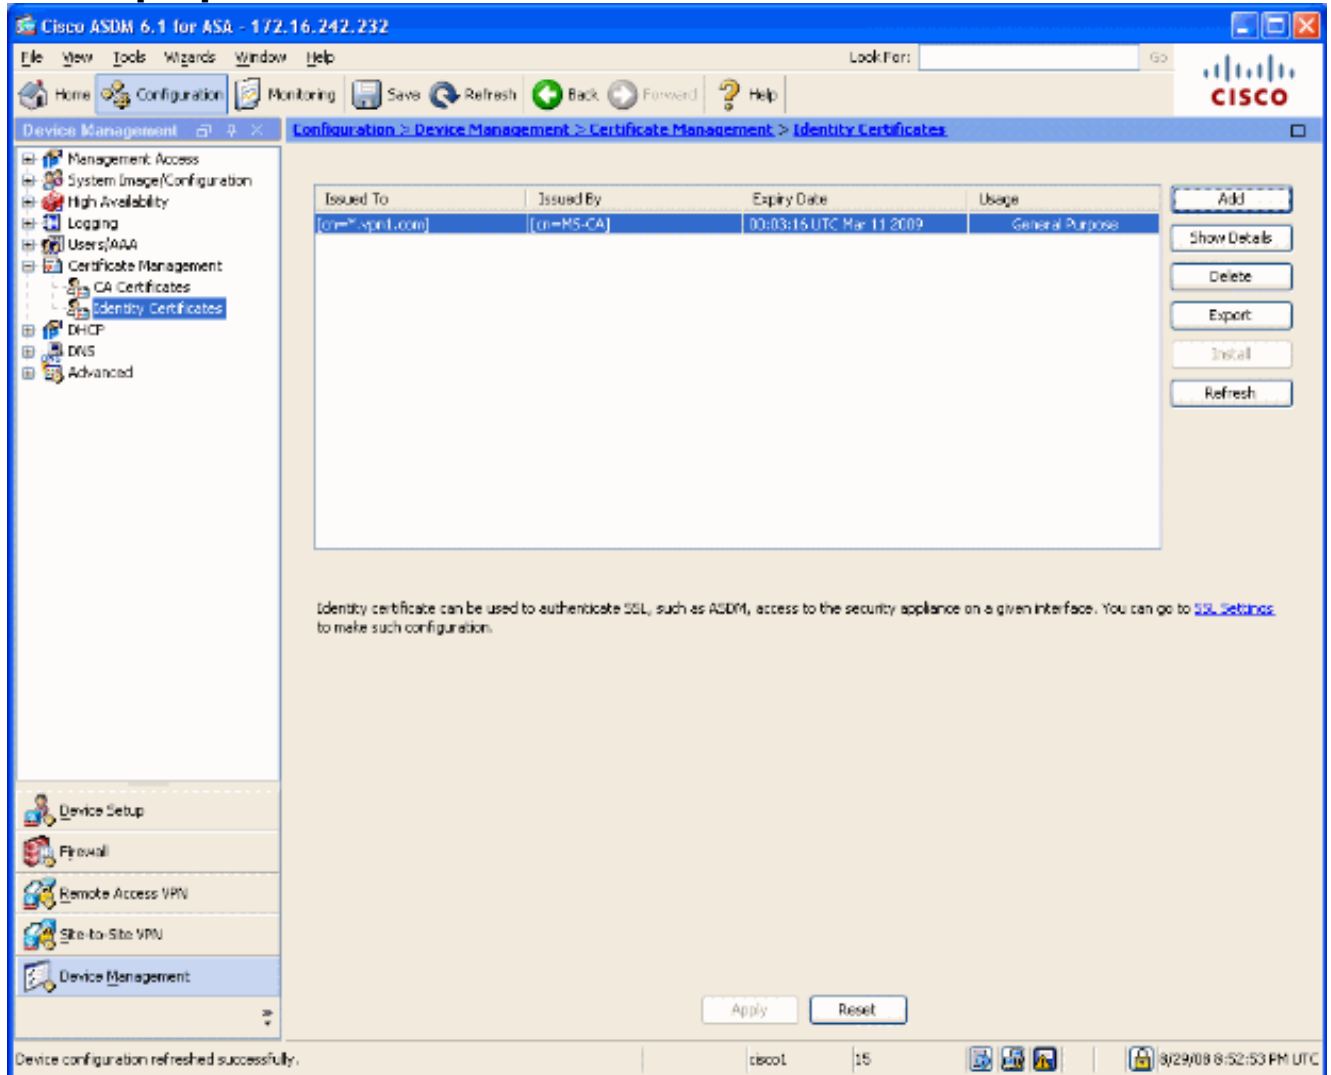 Cisco ASDM 6.1 for ASA - 172.16.242.232
File View Tools Wizards Window Help Look For: Go
Home Configuration Monitoring Save Refresh Back Forward Help
CISCO
Device Management
Configuration > Device Management > Certificate Management > Identity Certificates
Management Access
System Image/Configuration
High Availability
Logging
Users/AAA
Certificate Management
CA Certificates
Identity Certificates
DHCP
DNS
Advanced
Issued To Issued By Expiry Date Usage
[cn=*.vpn1.com] [cn=MS-CA] 00:03:16 UTC Mar 11 2009 General Purpose
Add
Show Details
Delete
Export
Install
Refresh
Identity certificate can be used to authenticate SSL, such as ASDM, access to the security appliance on a given interface. You can go to SSL Settings
to make such configuration.
Device Setup
Firewall
Remote Access VPN
Site-to-Site VPN
Device Management
Apply Reset
Device configuration refreshed successfully. cisco1 15 8/29/08 8:52:53 PM UTC